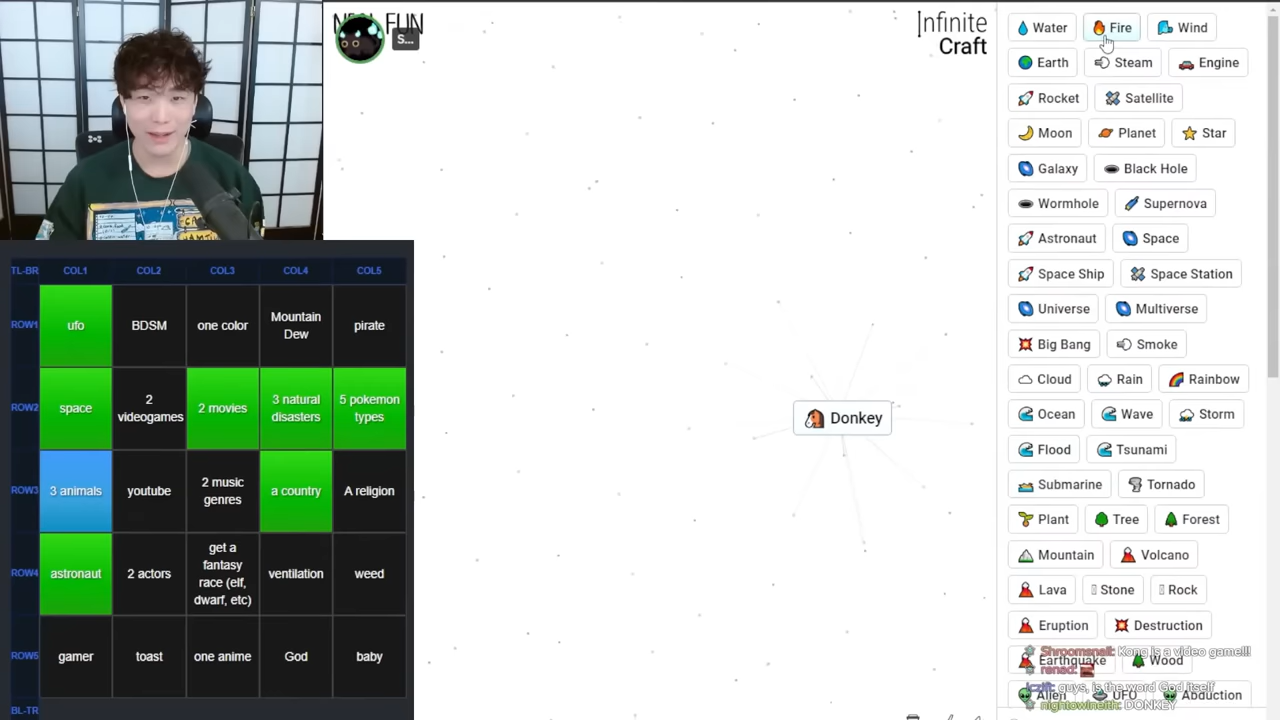 NEAL.FUN
S...
Infinite
Craft
Water
Fire
Wind
Earth
Steam
Engine
Rocket
Satellite
Moon
Planet
Star
Galaxy
Black Hole
Wormhole
Supernova
Astronaut
Space
Space Ship
Space Station
Universe
Multiverse
Big Bang
Smoke
Cloud
Rain
Rainbow
Ocean
Wave
Storm
Flood
Tsunami
Submarine
Tornado
Plant
Tree
Forest
Mountain
Volcano
Lava
Stone
Rock
Eruption
Destruction
Earthquake
Wood
Alien
UFO
Abduction
Shroomsnail: Kong is a video game!!!
guys, is the word God itself
nightowlneith: DONKEY
Donkey
TL-BR
COL1
COL2
COL3
COL4
COL5
ROW1
ufo
BDSM
one color
Mountain
Dew
pirate
ROW2
space
2
videogames
2 movies
3 natural
disasters
5 pokemon
types
ROW3
3 animals
youtube
2 music
genres
a country
A religion
ROW4
astronaut
2 actors
get a
fantasy
race (elf,
dwarf, etc)
ventilation
weed
ROW5
gamer
toast
one anime
God
baby
BL-TR